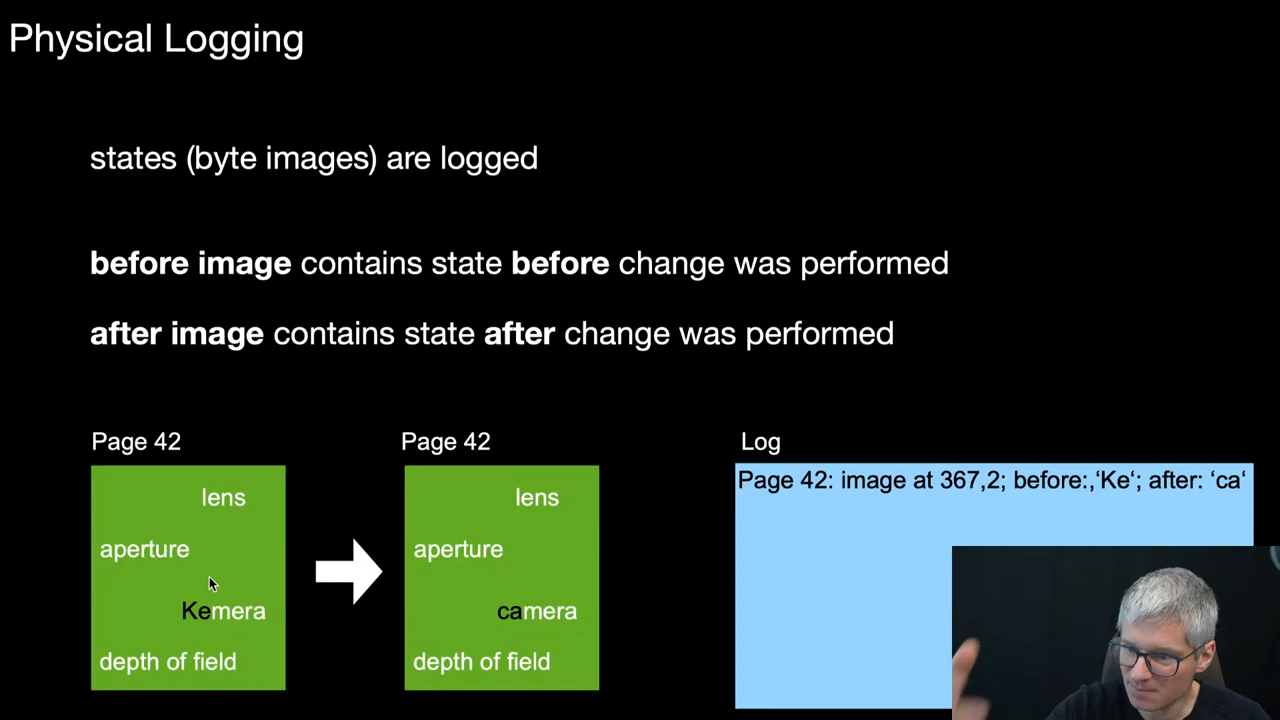 Physical Logging
states (byte images) are logged
before image contains state before change was performed
after image contains state after change was performed
Page 42
lens
aperture
Kemera
depth of field
Page 42
lens
aperture
camera
depth of field
Log
Page 42: image at 367,2; before:‚‘Ke‘; after: ‘ca‘